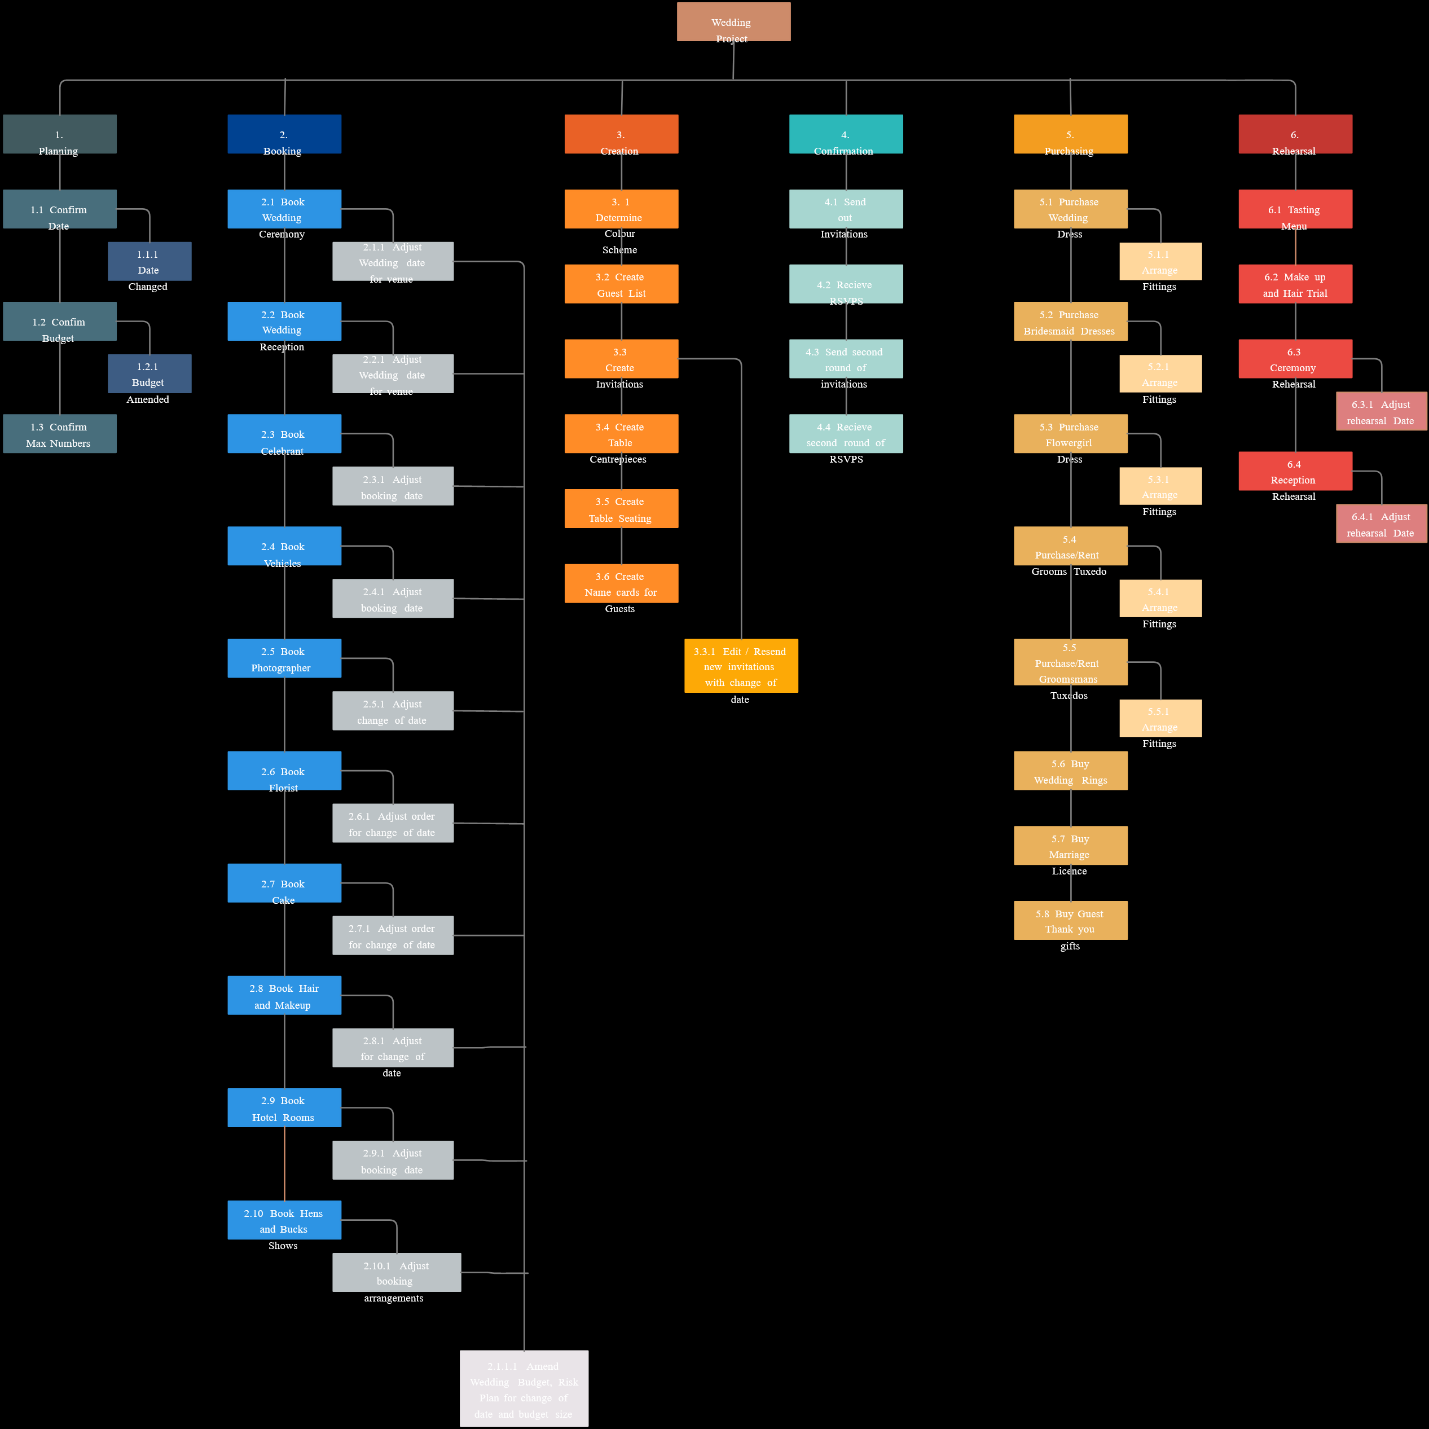 Wedding
Project
1.
Planning
1.1 Confirm
Date
1.1.1
Date
Changed
1.2 Confim
Budget
1.2.1
Budget
Amended
1.3 Confirm
Max Numbers
2.
Booking
2.1 Book
Wedding
Ceremony
2.1.1 Adjust
Wedding date
for venue
2.2 Book
Wedding
Reception
2.2.1 Adjust
Wedding date
for venue
2.3 Book
Celebrant
2.3.1 Adjust
booking date
2.4 Book
Vehicles
2.4.1 Adjust
booking date
2.5 Book
Photographer
2.5.1 Adjust
change of date
2.6 Book
Florist
2.6.1 Adjust order
for change of date
2.7 Book
Cake
2.7.1 Adjust order
for change of date
2.8 Book Hair
and Makeup
2.8.1 Adjust
for change of
date
2.9 Book
Hotel Rooms
2.9.1 Adjust
booking date
2.10 Book Hens
and Bucks
Shows
2.10.1 Adjust
booking
arrangements
2.1.1.1 Amend
Wedding Budget, Risk
Plan for change of
date and budget size
3.
Creation
3. 1
Determine
Colbur
Scheme
3.2 Create
Guest List
3.3
Create
Invitations
3.3.1 Edit / Resend
new invitations
with change of
date
3.4 Create
Table
Centrepieces
3.5 Create
Table Seating
3.6 Create
Name cards for
Guests
4.
Confirmation
4.1 Send
out
Invitations
4.2 Recieve
RSVPS
4.3 Send second
round of
invitations
4.4 Recieve
second round of
RSVPS
5.
Purchasing
5.1 Purchase
Wedding
Dress
5.1.1
Arrange
Fittings
5.2 Purchase
Bridesmaid Dresses
5.2.1
Arrange
Fittings
5.3 Purchase
Flowergirl
Dress
5.3.1
Arrange
Fittings
5.4
Purchase/Rent
Grooms Tuxedo
5.4.1
Arrange
Fittings
5.5
Purchase/Rent
Groomsmans
Tuxedos
5.5.1
Arrange
Fittings
5.6 Buy
Wedding Rings
5.7 Buy
Marriage
Licence
5.8 Buy Guest
Thank you
gifts
6.
Rehearsal
6.1 Tasting
Menu
6.2 Make up
and Hair Trial
6.3
Ceremony
Rehearsal
6.3.1 Adjust
rehearsal Date
6.4
Reception
Rehearsal
6.4.1 Adjust
rehearsal Date